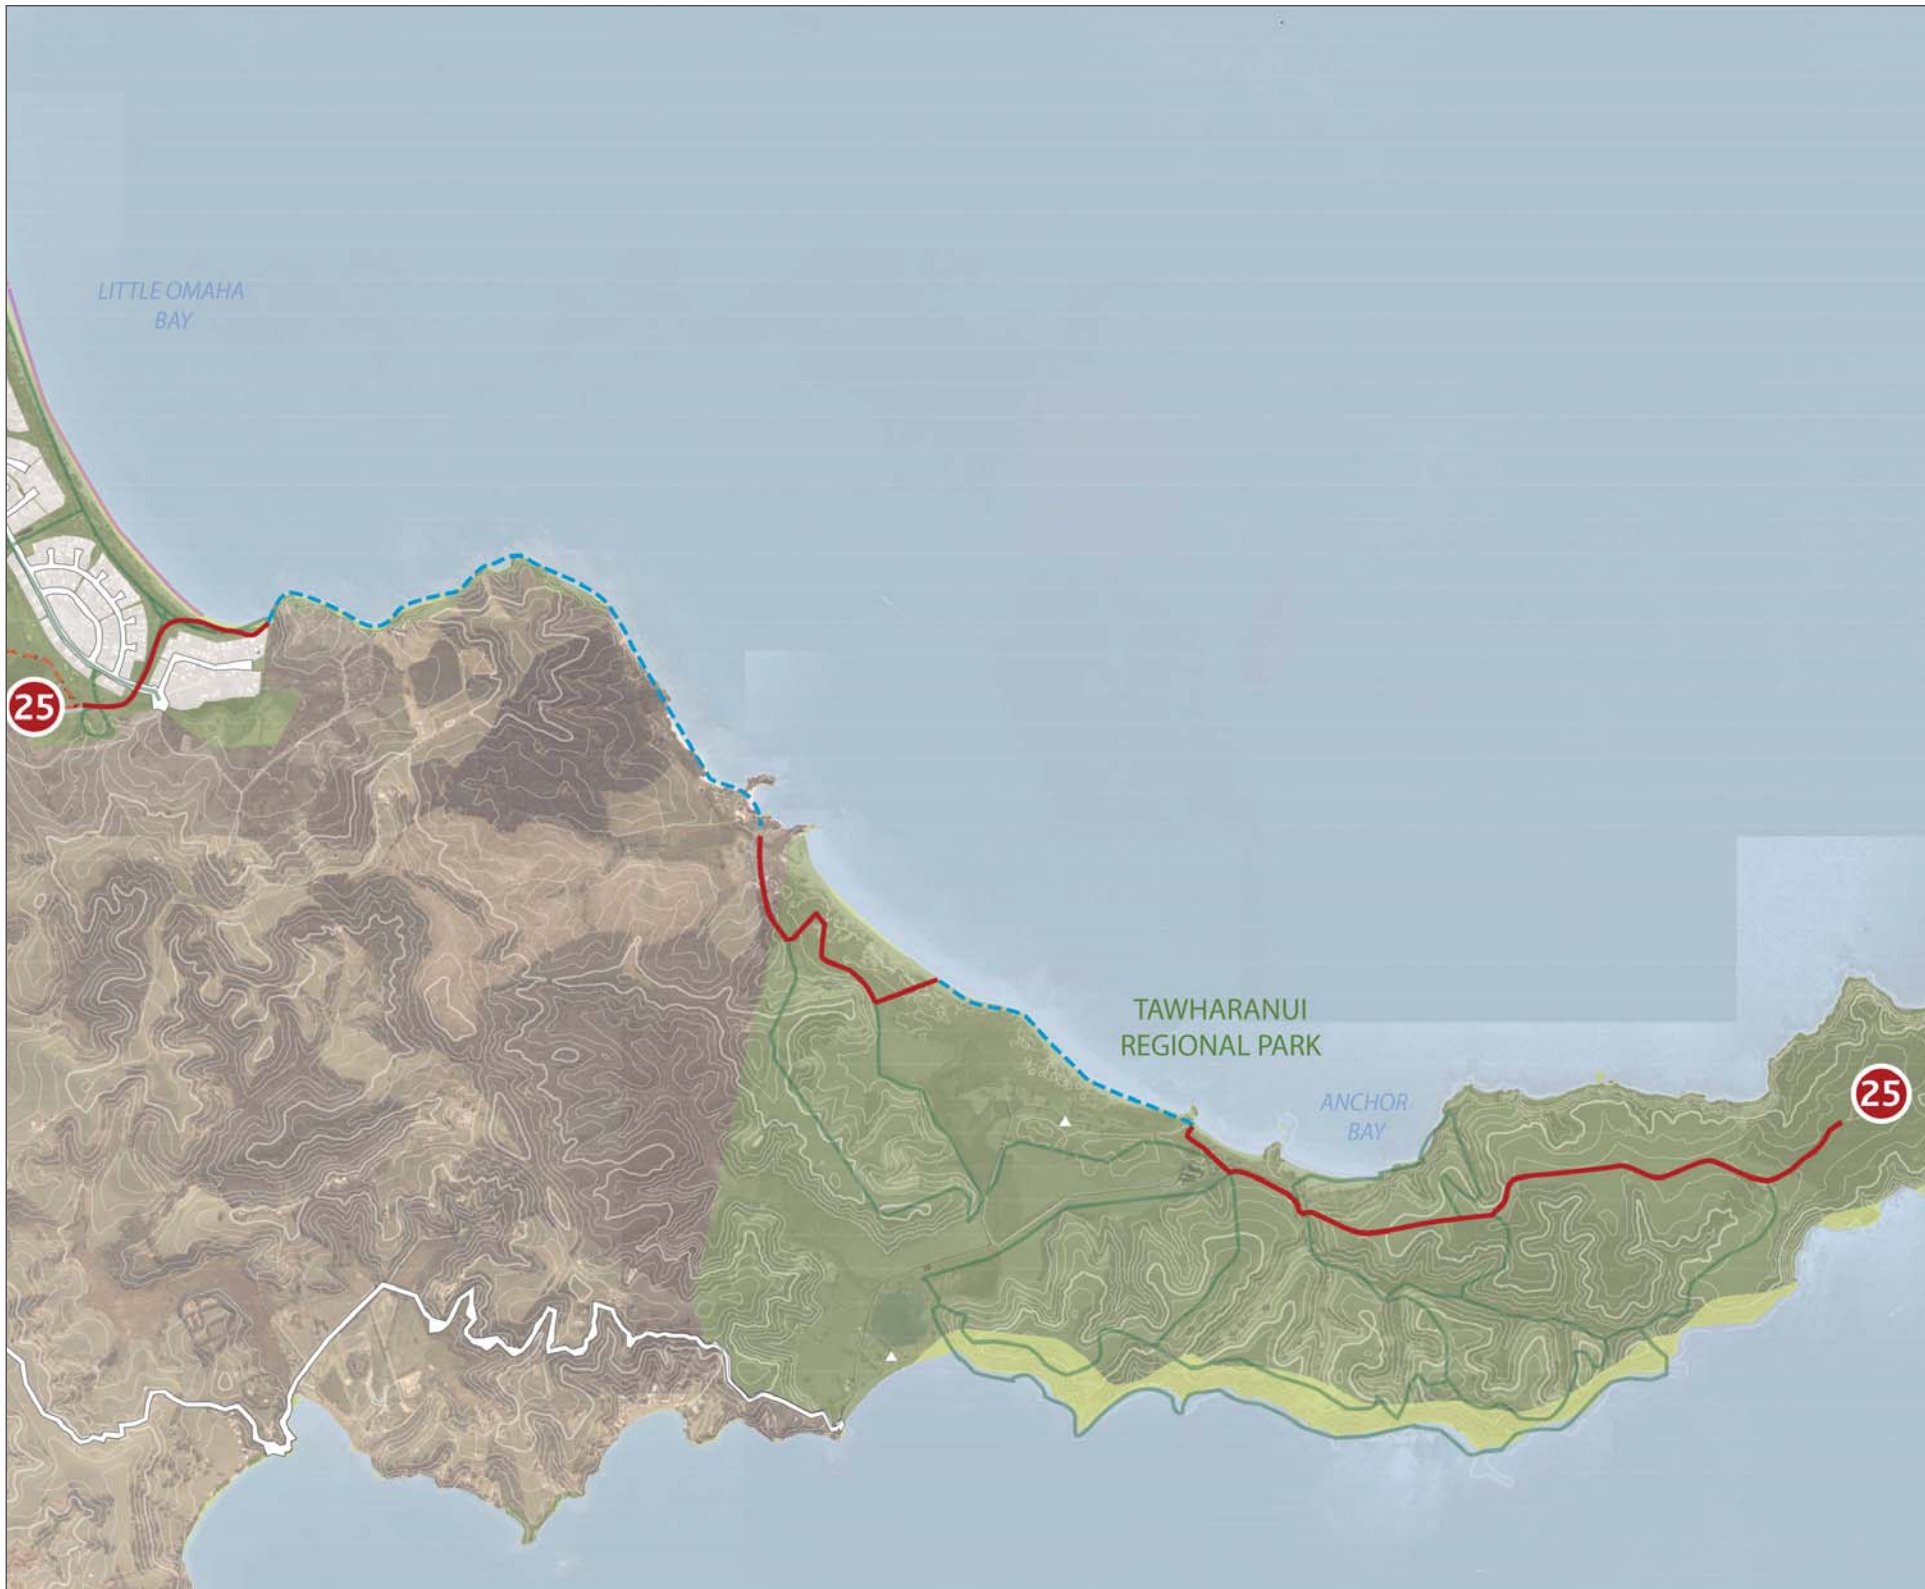 LITTLE OMAHA
BAY
25
TAWHARANUI
REGIONAL PARK
ANCHOR
BAY
25